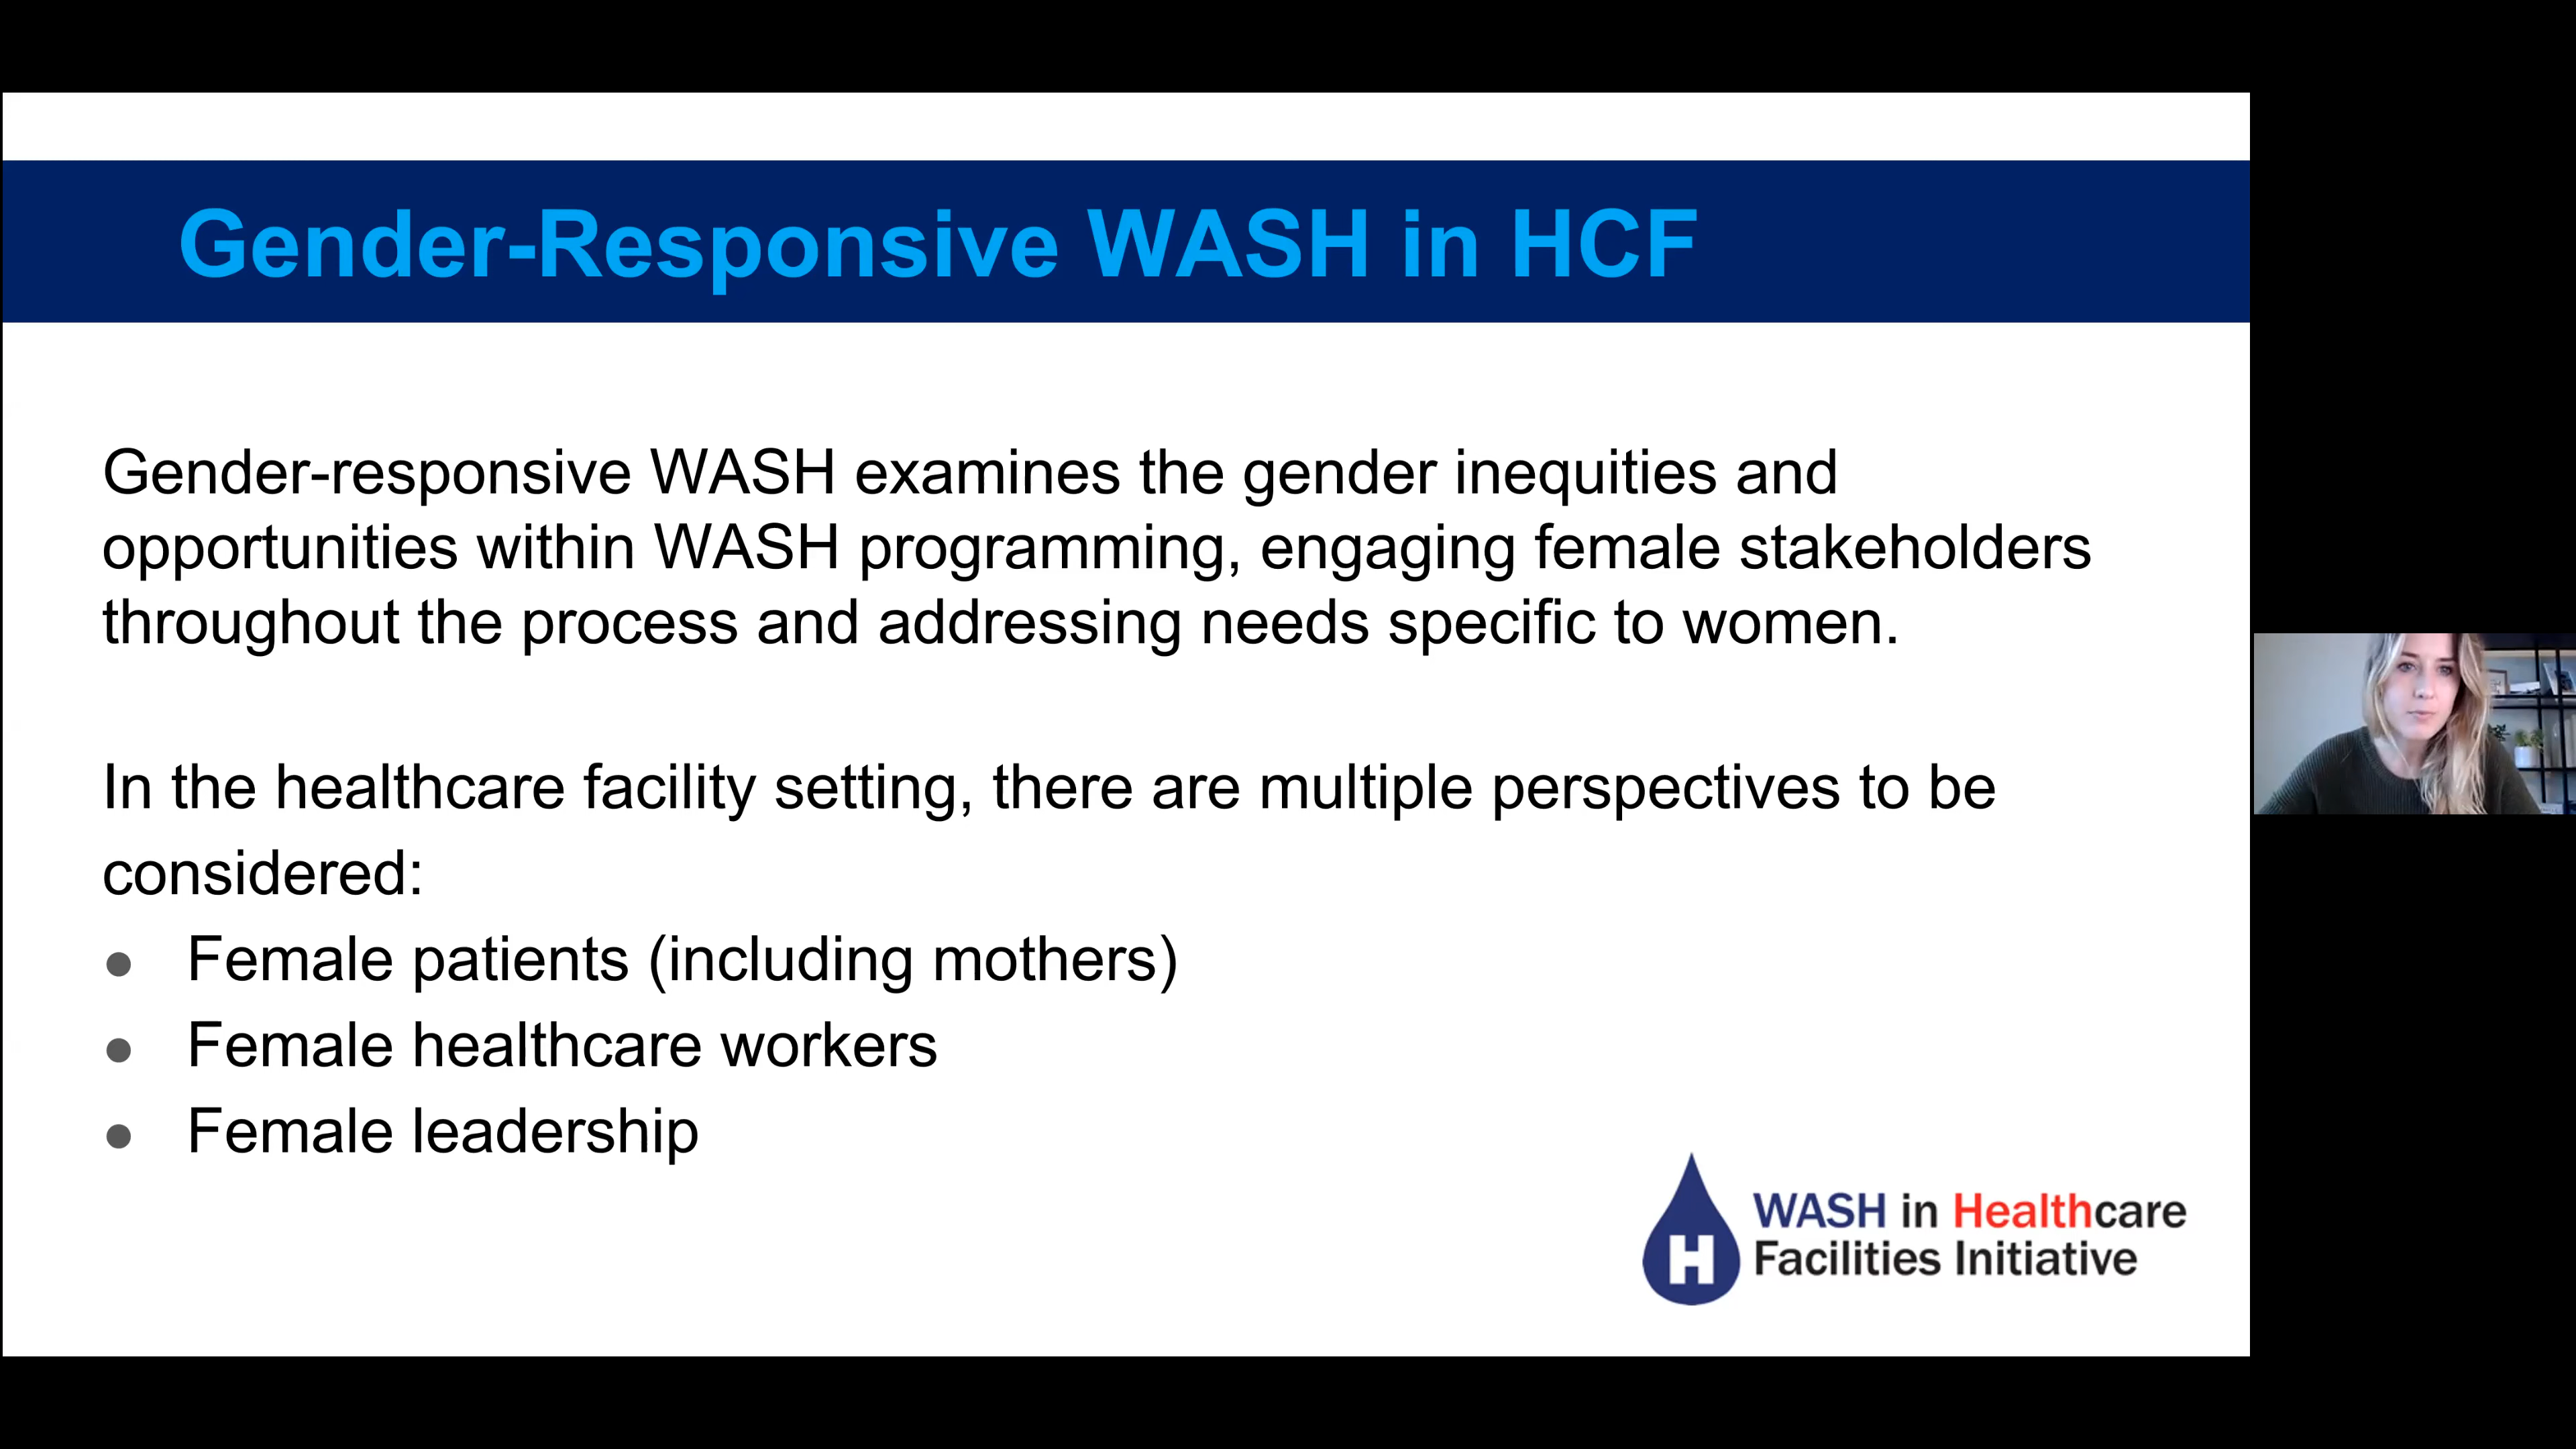 Gender-Responsive WASH in HCF
Gender-responsive WASH examines the gender inequities and
opportunities within WASH programming, engaging female stakeholders
throughout the process and addressing needs specific to women.
In the healthcare facility setting, there are multiple perspectives to be
considered:
● Female patients (including mothers)
● Female healthcare workers
● Female leadership
H
WASH in Healthcare
Facilities Initiative